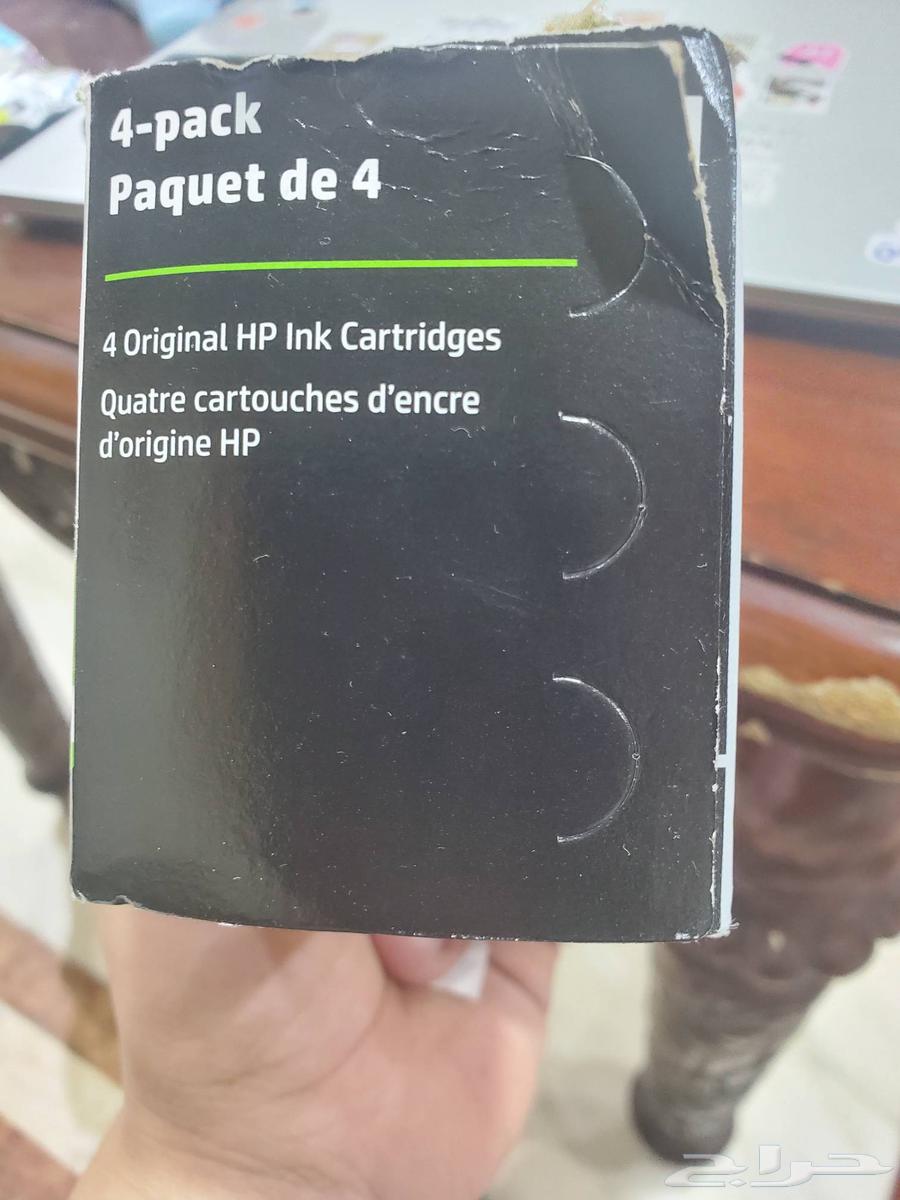 4-pack
Paquet de 4
4 Original HP Ink Cartridges
Quatre cartouches d'encre
d'origine HP
حراج